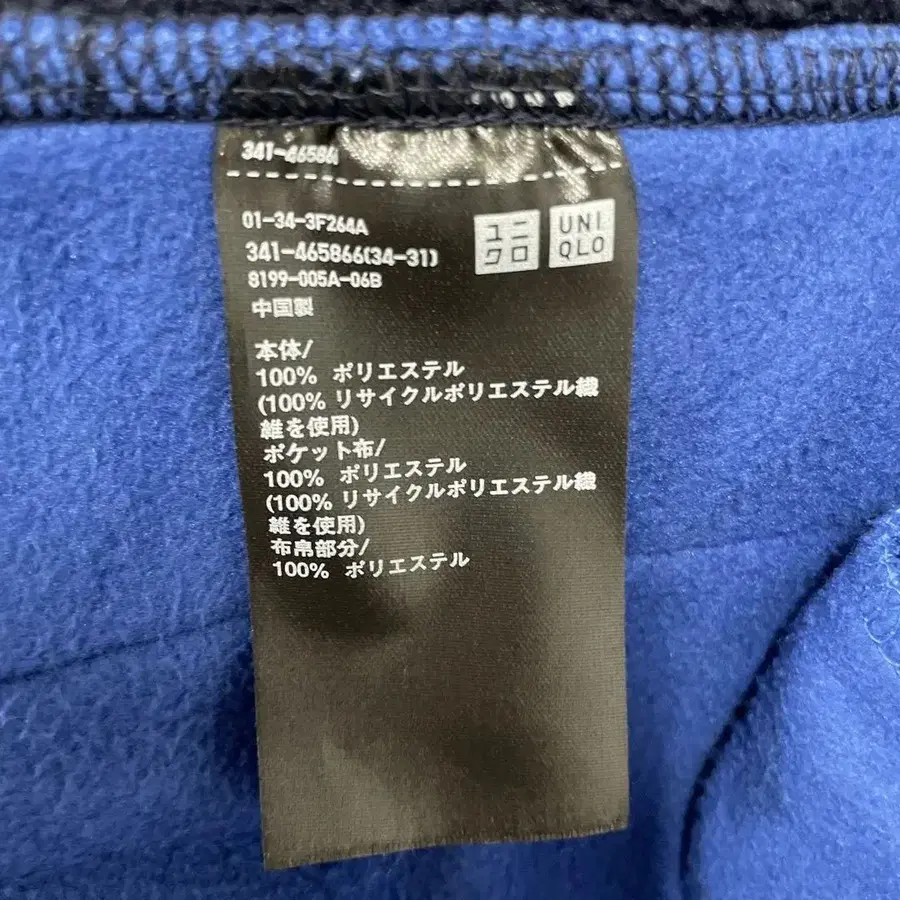 341-46586
01-34-3F264A
341-465866(34-31)
8199-005A-06B
中国製
ユニ
クロ
UNI
QLO
本体/
100% ポリエステル
(100% リサイクルポリエステル繊
維を使用)
ポケット布/
100% ポリエステル
(100% リサイクルポリエステル繊
維を使用)
布帛部分/
100% ポリエステル